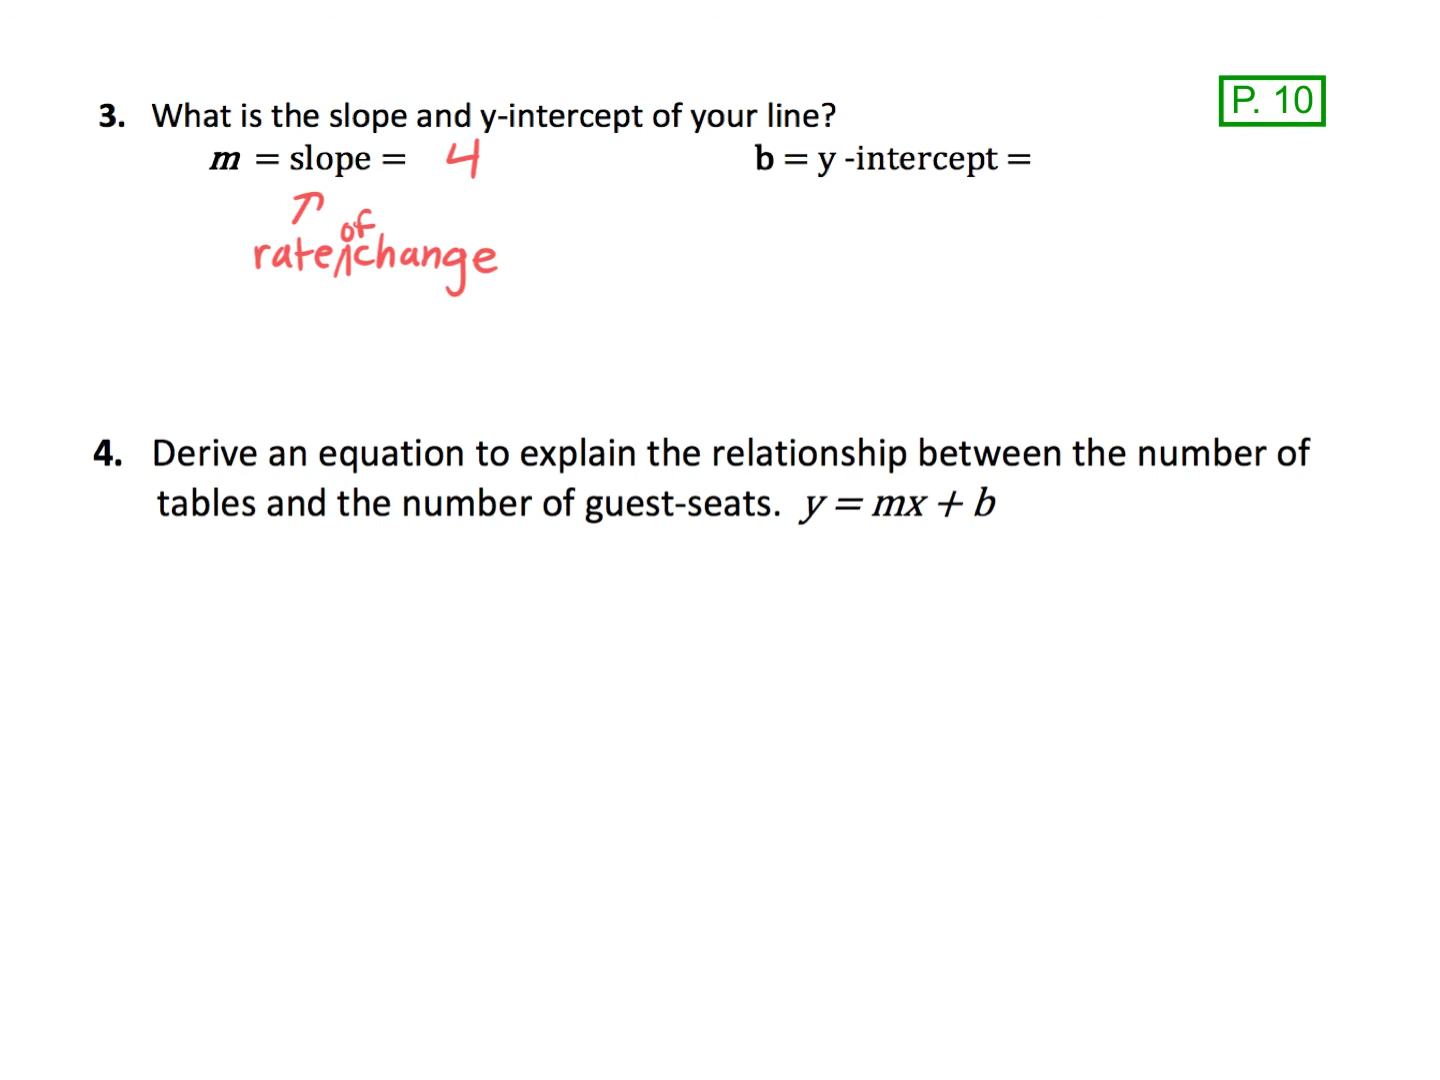 P. 10
3. What is the slope and y-intercept of your line?
m = slope = 4
b = y -intercept =
of
rate change
4. Derive an equation to explain the relationship between the number of
tables and the number of guest-seats. y = mx + b